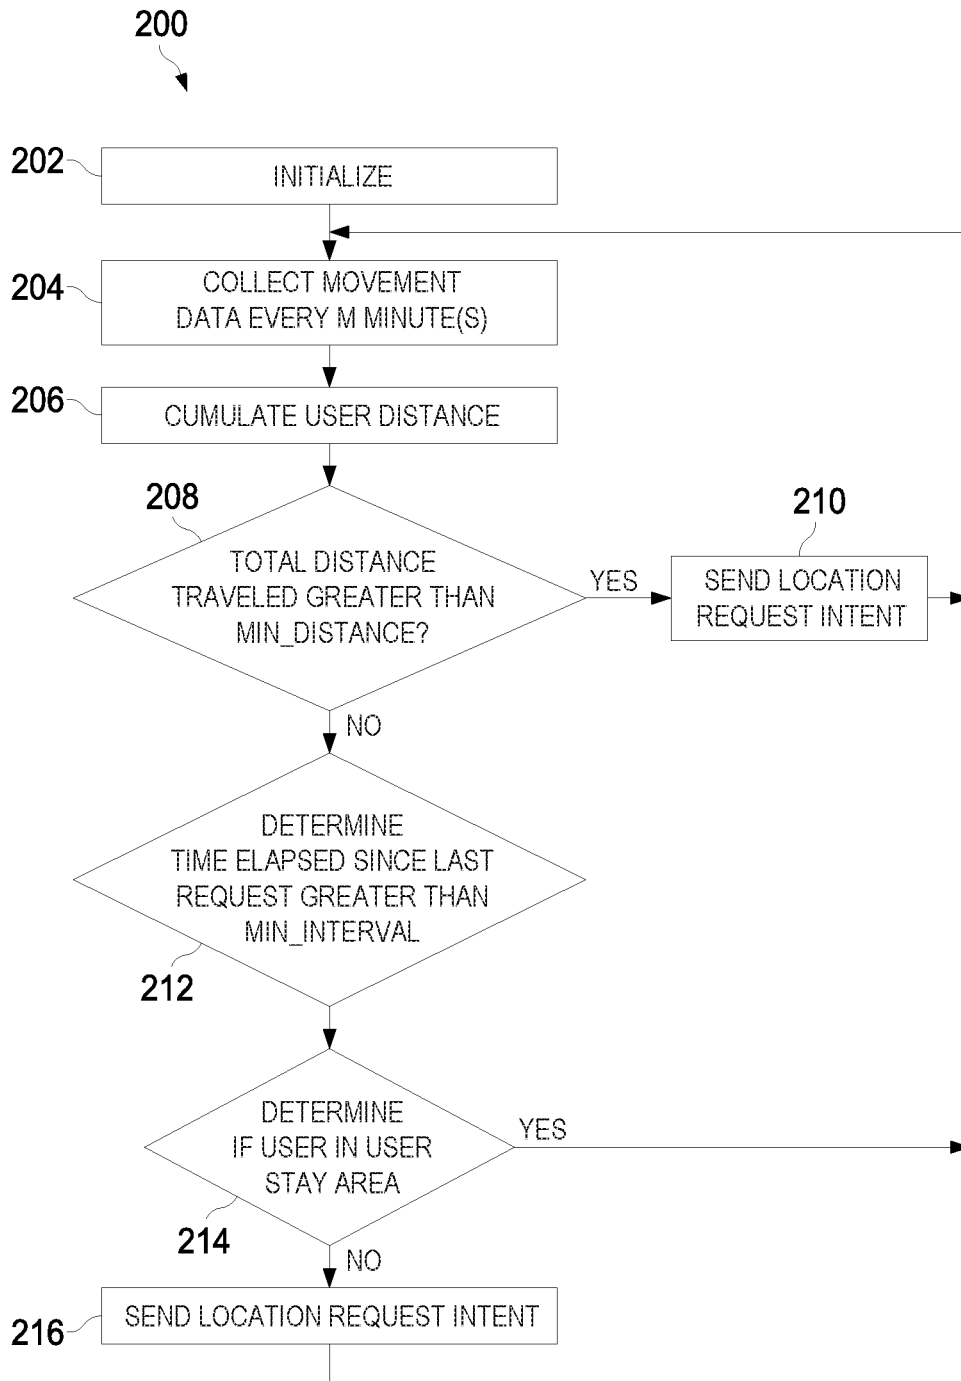 200
202
INITIALIZE
204
COLLECT MOVEMENT
DATA EVERY M MINUTE(S)
206
CUMULATE USER DISTANCE
208
TOTAL DISTANCE
TRAVELED GREATER THAN
MIN_DISTANCE?
YES
210
SEND LOCATION
REQUEST INTENT
NO
DETERMINE
TIME ELAPSED SINCE LAST
REQUEST GREATER THAN
MIN_INTERVAL
212
DETERMINE
IF USER IN USER
STAY AREA
YES
214
NO
216
SEND LOCATION REQUEST INTENT